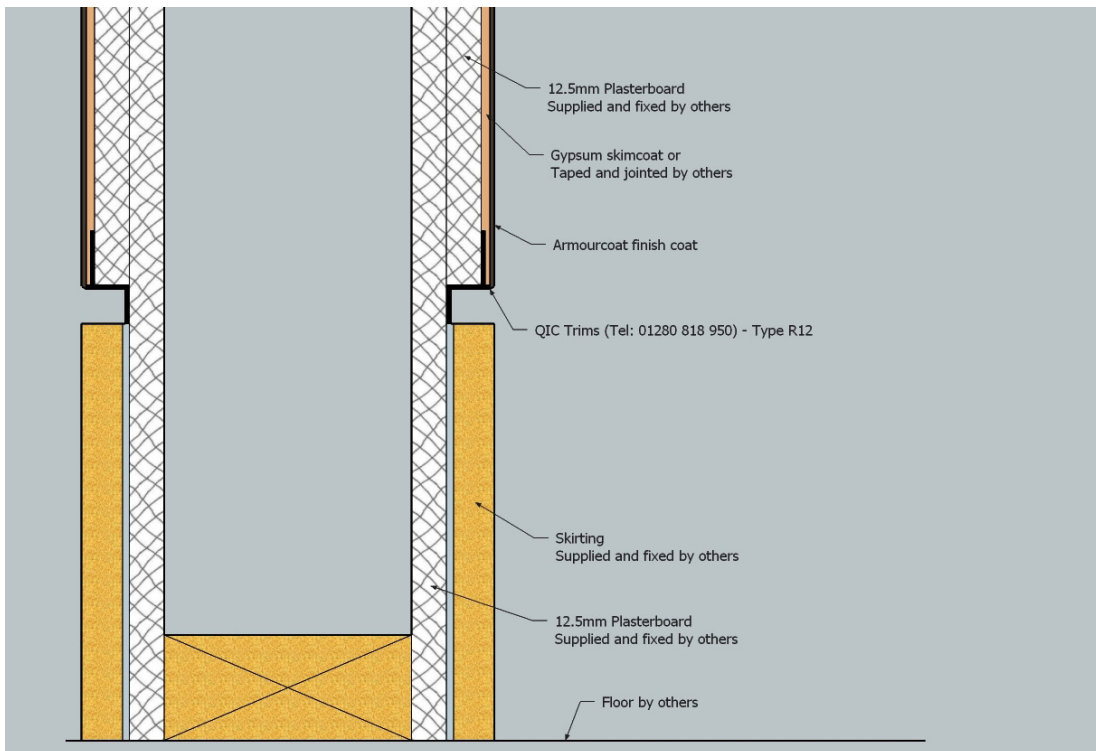 12.5mm Plasterboard
Supplied and fixed by others
Gypsum skimcoat or
Taped and jointed by others
Armourcoat finish coat
QIC Trims (Tel: 01280 818 950) - Type R12
Skirting
Supplied and fixed by others
12.5mm Plasterboard
Supplied and fixed by others
Floor by others